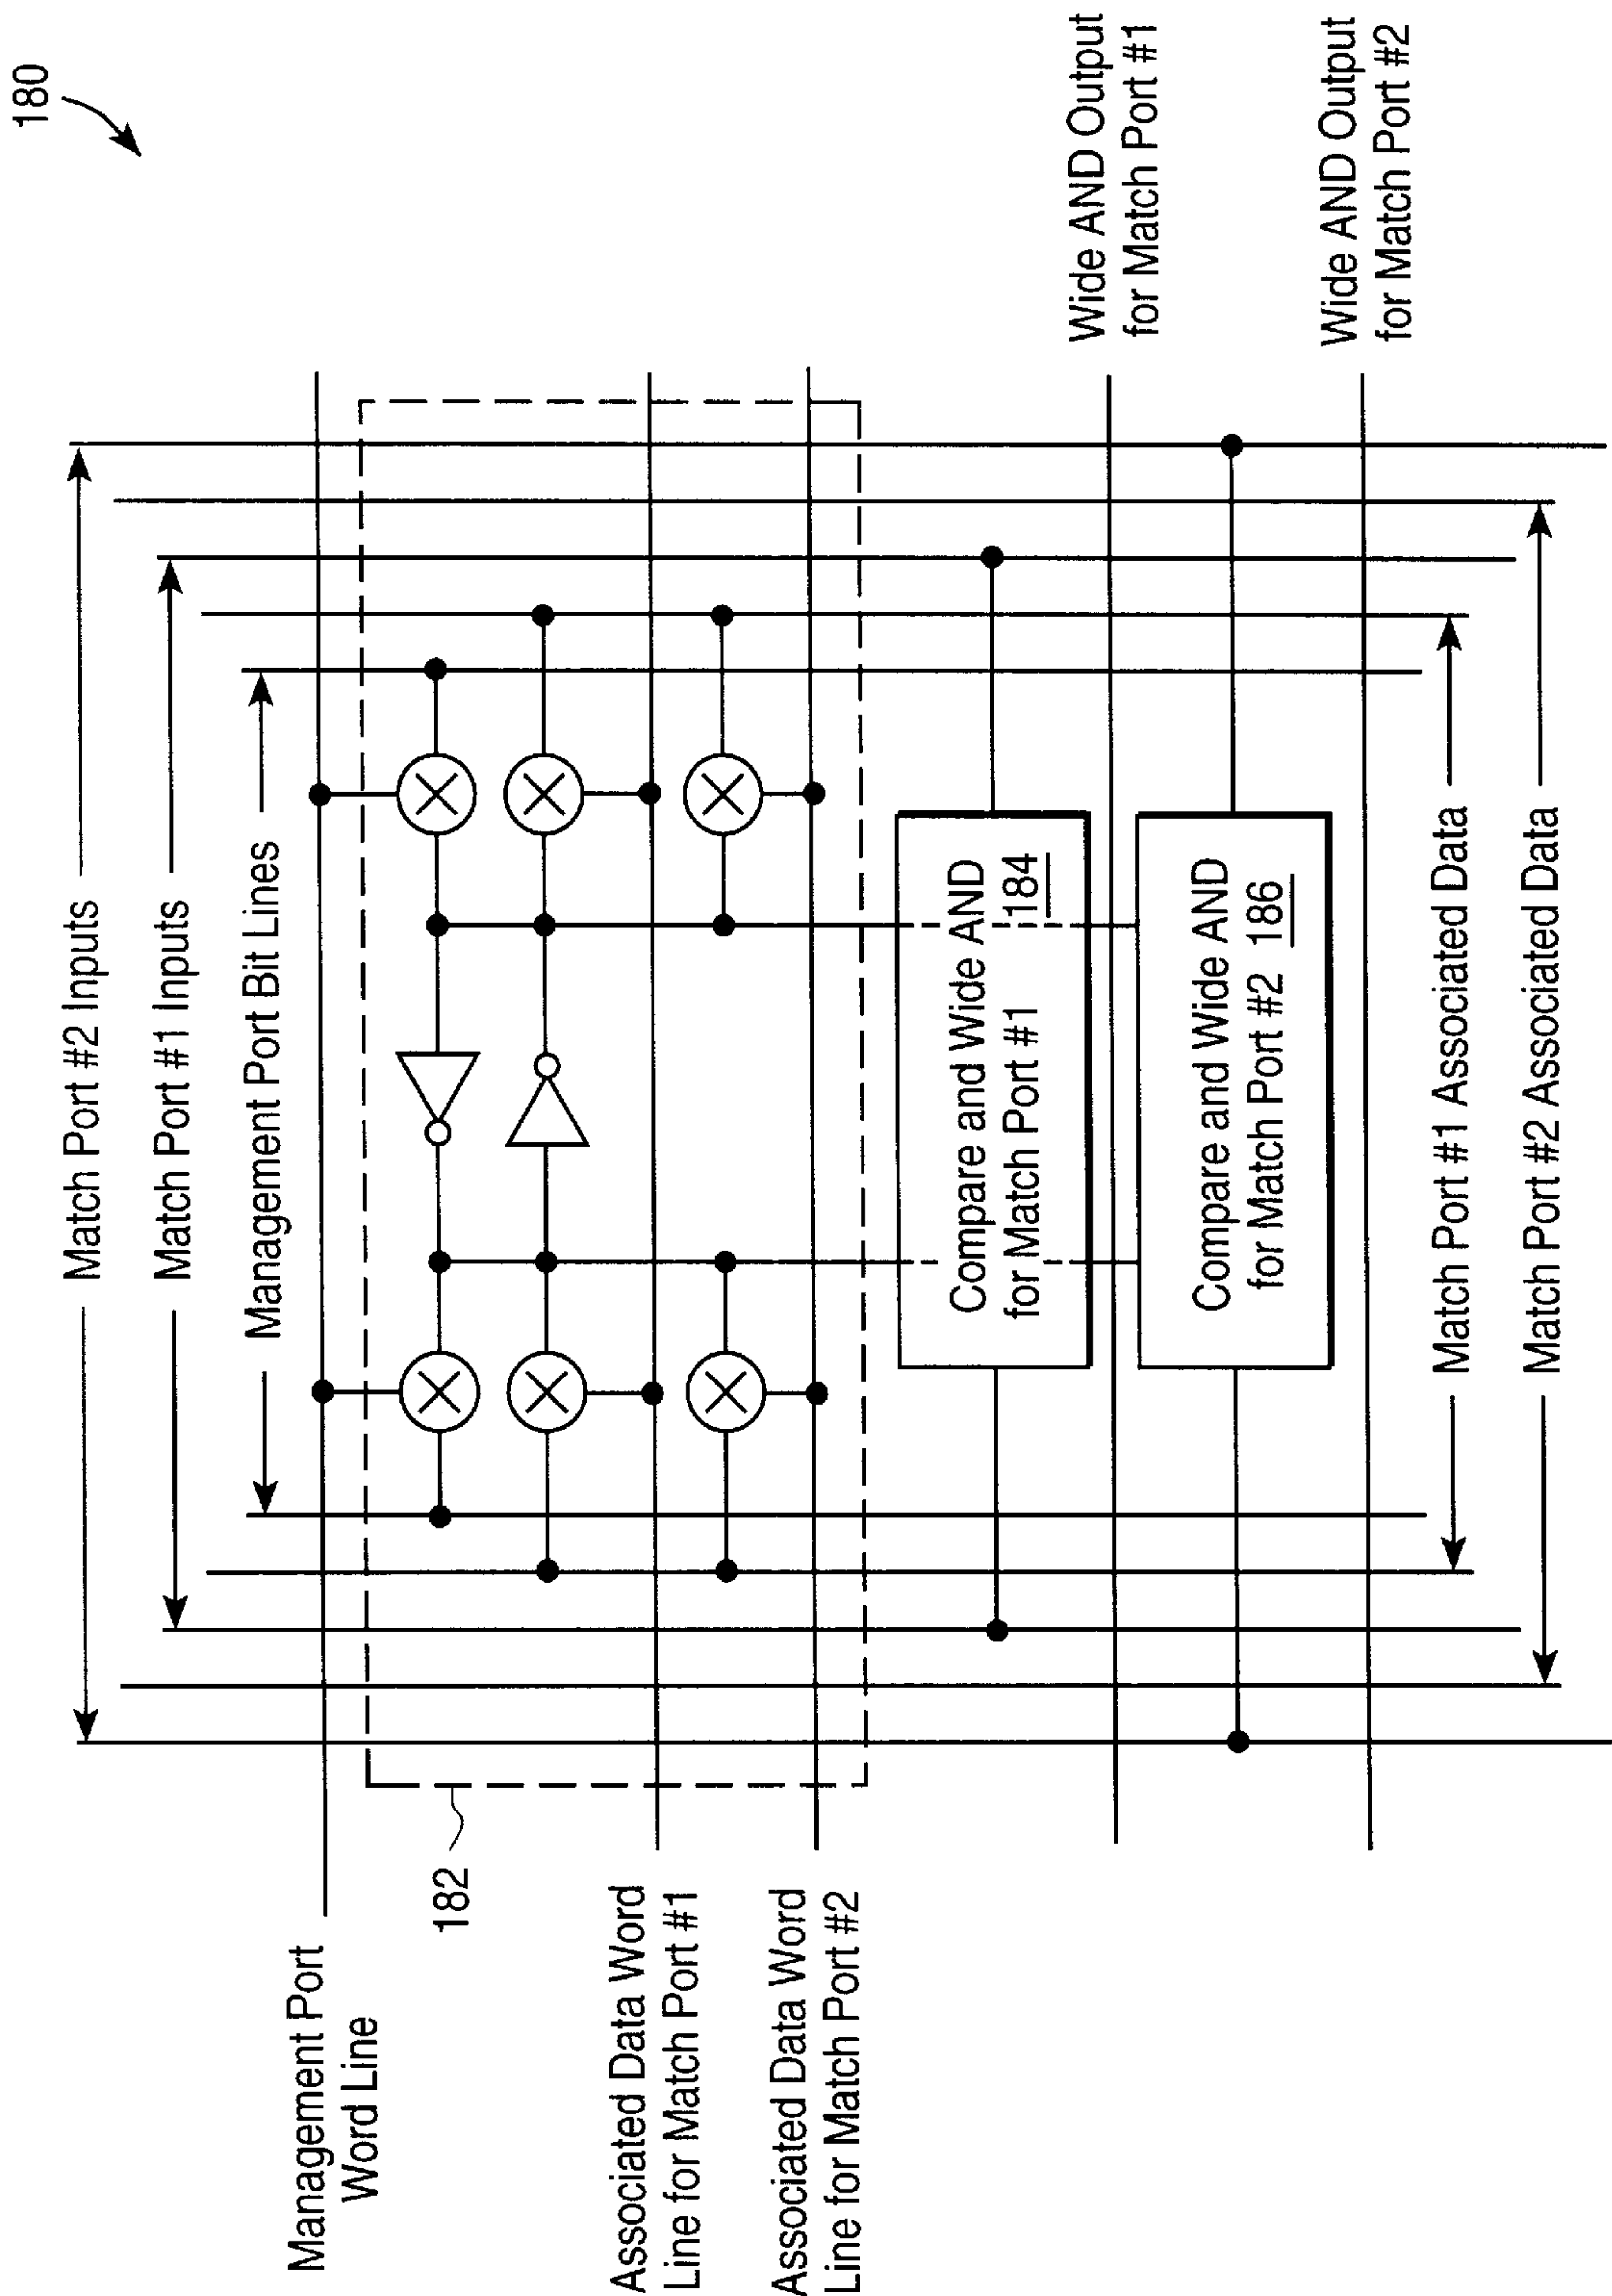 180
Match Port #2 Inputs
Match Port #1 Inputs
Management Port Bit Lines
Management Port
Word Line
182
Associated Data Word
Line for Match Port #1
Associated Data Word
Line for Match Port #2
Compare and Wide AND
for Match Port #1 184
Wide AND Output
for Match Port #1
Compare and Wide AND
for Match Port #2 186
Wide AND Output
for Match Port #2
Match Port #1 Associated Data
Match Port #2 Associated Data